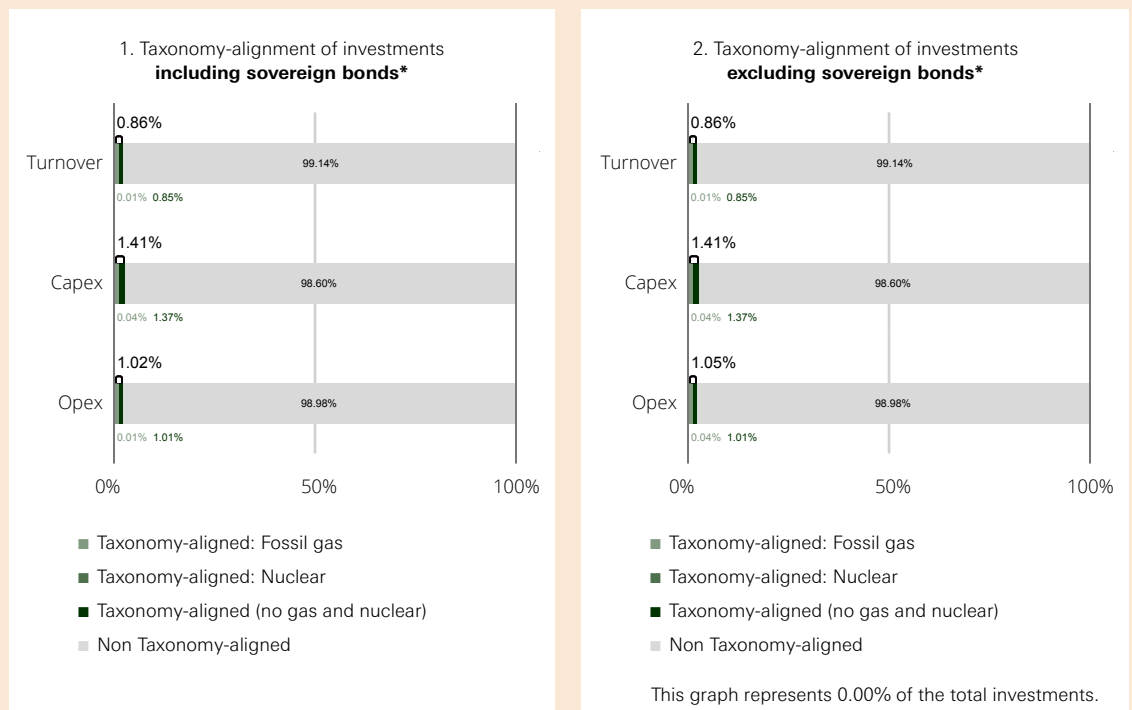 1. Taxonomy-alignment of investments
including sovereign bonds*
0.86%
Turnover
99.14%
0.01% 0.85%
1.41%
Capex
98.60%
0.04% 1.37%
1.02%
Opex
98.98%
0.01% 1.01%
0% 50% 100%
Taxonomy-aligned: Fossil gas
Taxonomy-aligned: Nuclear
Taxonomy-aligned (no gas and nuclear)
Non Taxonomy-aligned
2. Taxonomy-alignment of investments
excluding sovereign bonds*
0.86%
Turnover
99.14%
0.01% 0.85%
1.41%
Capex
98.60%
0.04% 1.37%
1.05%
Opex
98.98%
0.04% 1.01%
0% 50% 100%
Taxonomy-aligned: Fossil gas
Taxonomy-aligned: Nuclear
Taxonomy-aligned (no gas and nuclear)
Non Taxonomy-aligned
This graph represents 0.00% of the total investments.